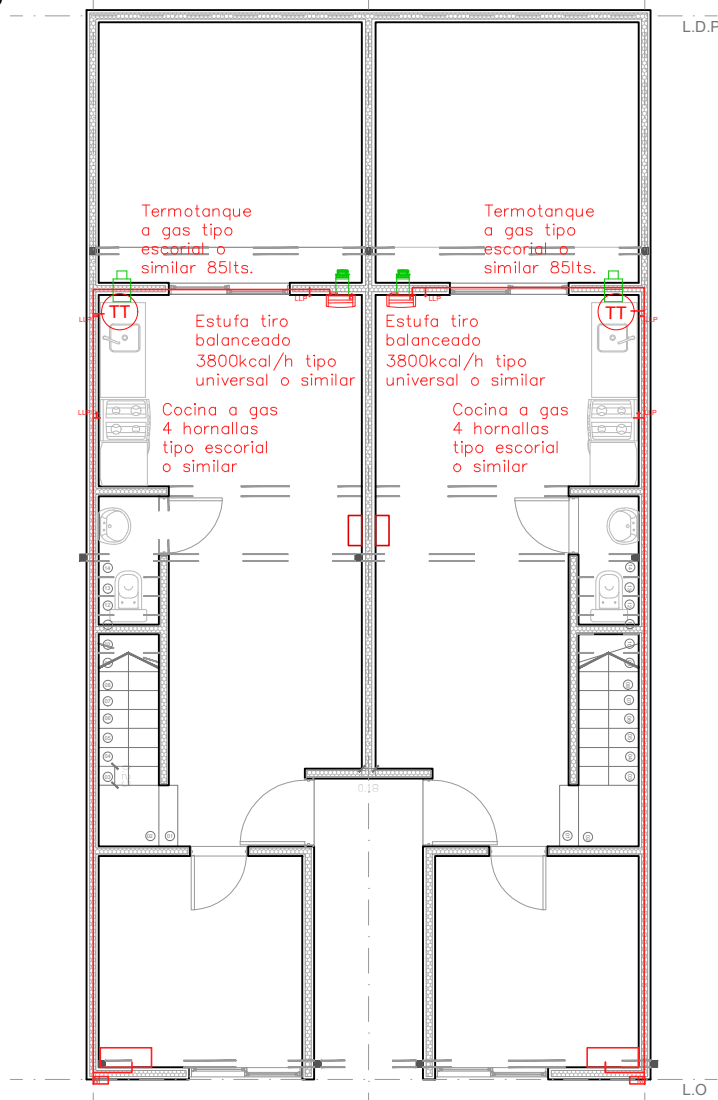 L.D.P
Termotanque
a gas tipo
escorial o
similar 85lts.
Termotanque
a gas tipo
escorial o
similar 85lts.
TT
TT
LLP
LLP
Estufa tiro
balanceado
3800kcal/h tipo
universal o similar
Estufa tiro
balanceado
3800kcal/h tipo
universal o similar
Cocina a gas
4 hornallas
tipo escorial
o similar
Cocina a gas
4 hornallas
tipo escorial
o similar
L.O